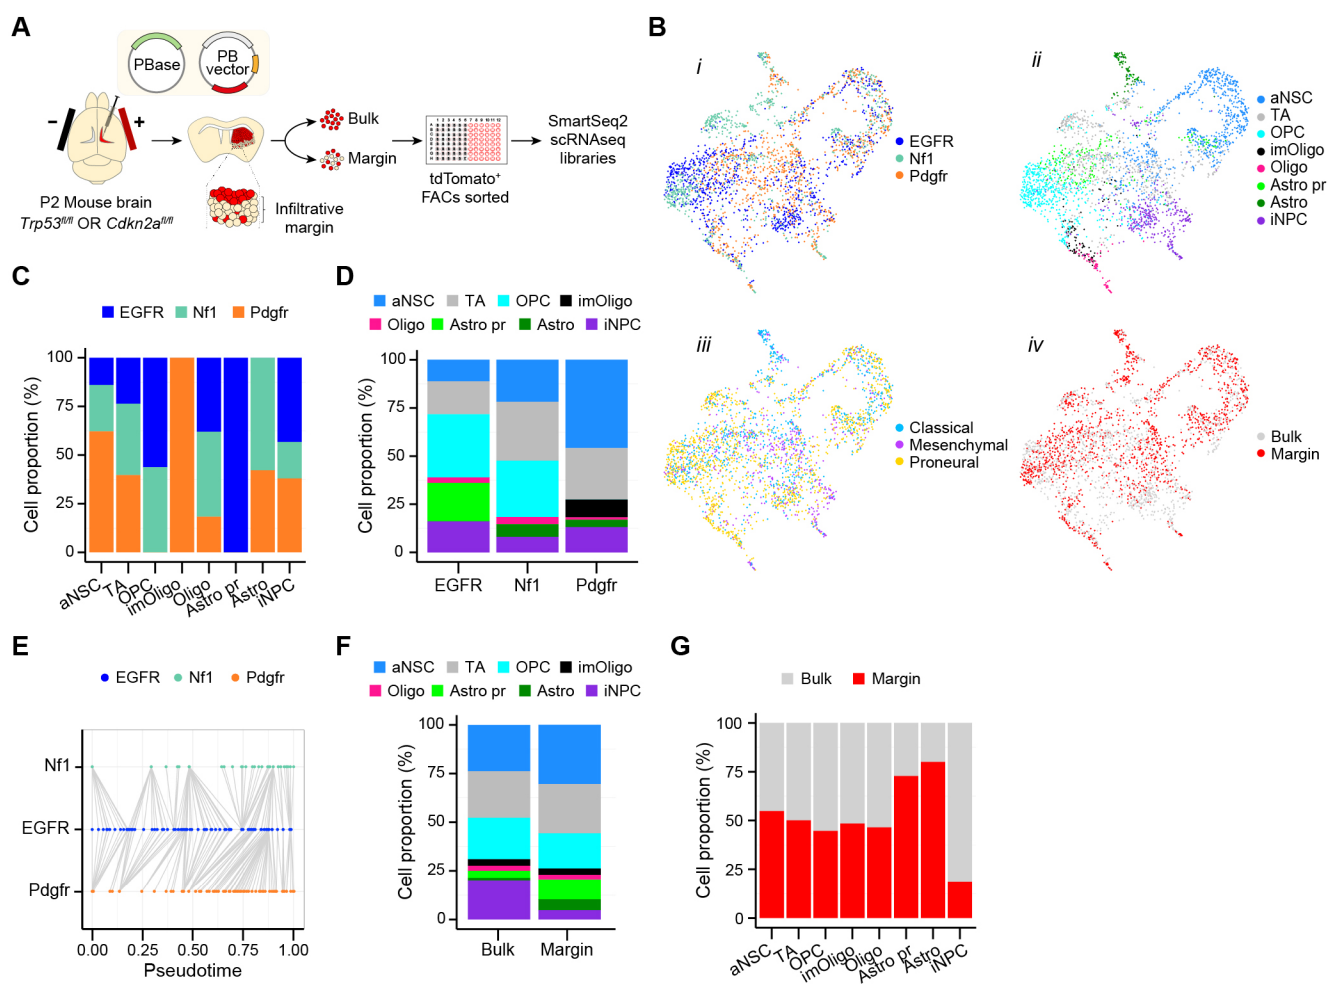 A
PBase
PB
vector
−
+
P2 Mouse brain
Trp53fl/fl OR Cdkn2afl/fl
Infiltrative
margin
Bulk
Margin
tdTomato+
FACs sorted
SmartSeq2
scRNAseq
libraries
B
i
EGFR
Nf1
Pdgfr
ii
aNSC
TA
OPC
imOligo
Oligo
Astro pr
Astro
iNPC
iii
Classical
Mesenchymal
Proneural
iv
Bulk
Margin
C
EGFR Nf1 Pdgfr
Cell proportion (%)
100
75
50
25
0
aNSC TA OPC imOligo Oligo Astro pr Astro iNPC
D
aNSC TA OPC imOligo
Oligo Astro pr Astro iNPC
Cell proportion (%)
100
75
50
25
0
EGFR Nf1 Pdgfr
E
EGFR Nf1 Pdgfr
Nf1
EGFR
Pdgfr
0.00 0.25 0.50 0.75 1.00
Pseudotime
F
aNSC TA OPC imOligo
Oligo Astro pr Astro iNPC
Cell proportion (%)
100
75
50
25
0
Bulk Margin
G
Bulk Margin
Cell proportion (%)
100
75
50
25
0
aNSC TA OPC imOligo Oligo Astro pr Astro iNPC